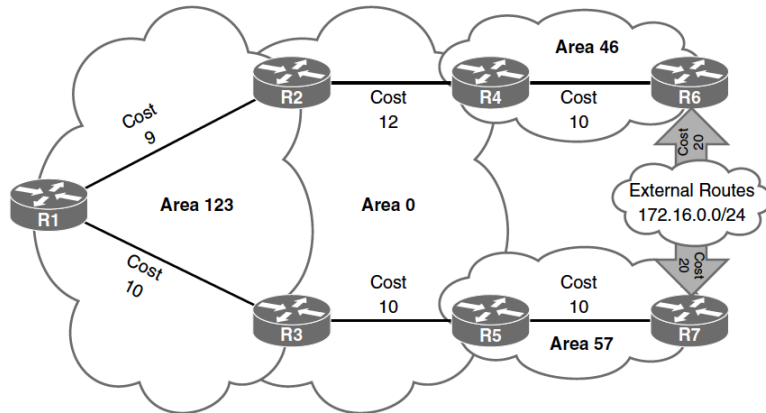 Area 46
R2
R4
R6
Cost
12
Cost
10
Cost
9
Cost
20
External Routes
172.16.0.0/24
Area 123
Area 0
R1
Cost
20
Cost
10
Cost
10
Cost
10
R3
R5
R7
Area 57